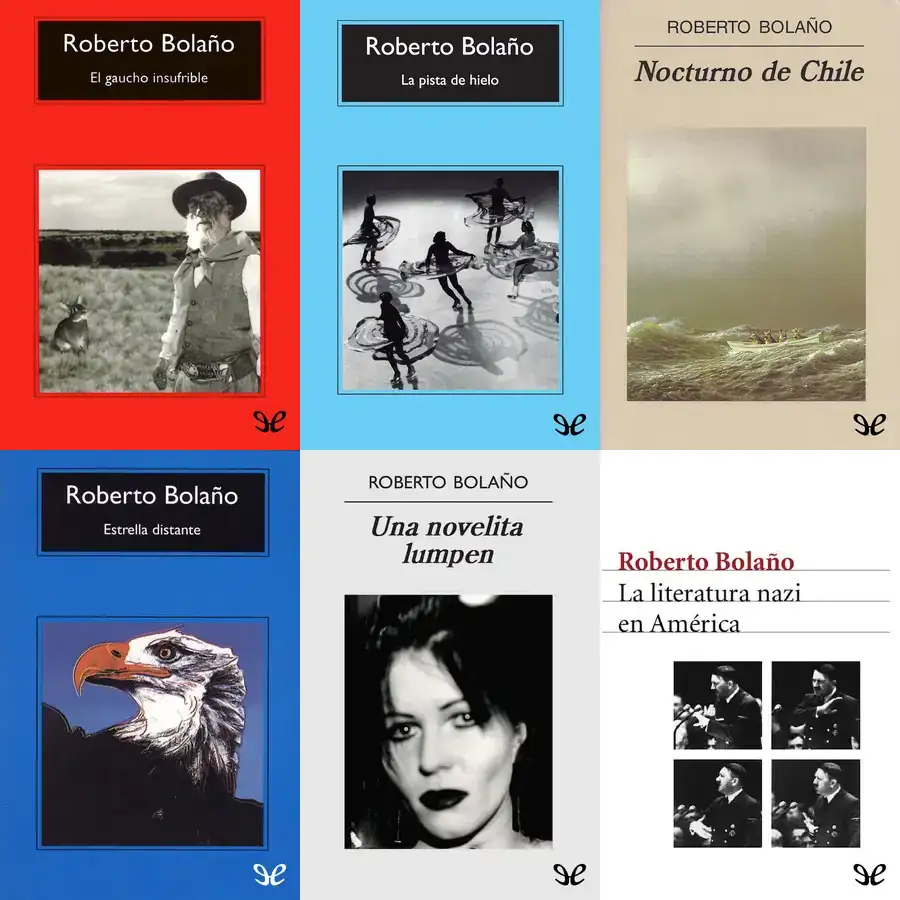 Roberto Bolaño
El gaucho insufrible
Roberto Bolaño
La pista de hielo
ROBERTO BOLAÑO
Nocturno de Chile
Roberto Bolaño
Estrella distante
ROBERTO BOLAÑO
Una novelita
lumpen
Roberto Bolaño
La literatura nazi
en América